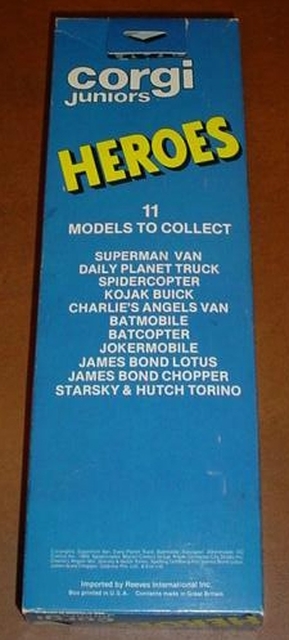 corgi
juniors
HEROES
11
MODELS TO COLLECT
SUPERMAN VAN
DAILY PLANET TRUCK
SPIDERCOPTER
KOJAK BUICK
CHARLIE'S ANGELS VAN
BATMOBILE
BATCOPTER
JOKERMOBILE
JAMES BOND LOTUS
JAMES BOND CHOPPER
STARSKY & HUTCH TORINO
Imported by Reeves International Inc.
Box printed in U.S.A. Contents made in Great Britain